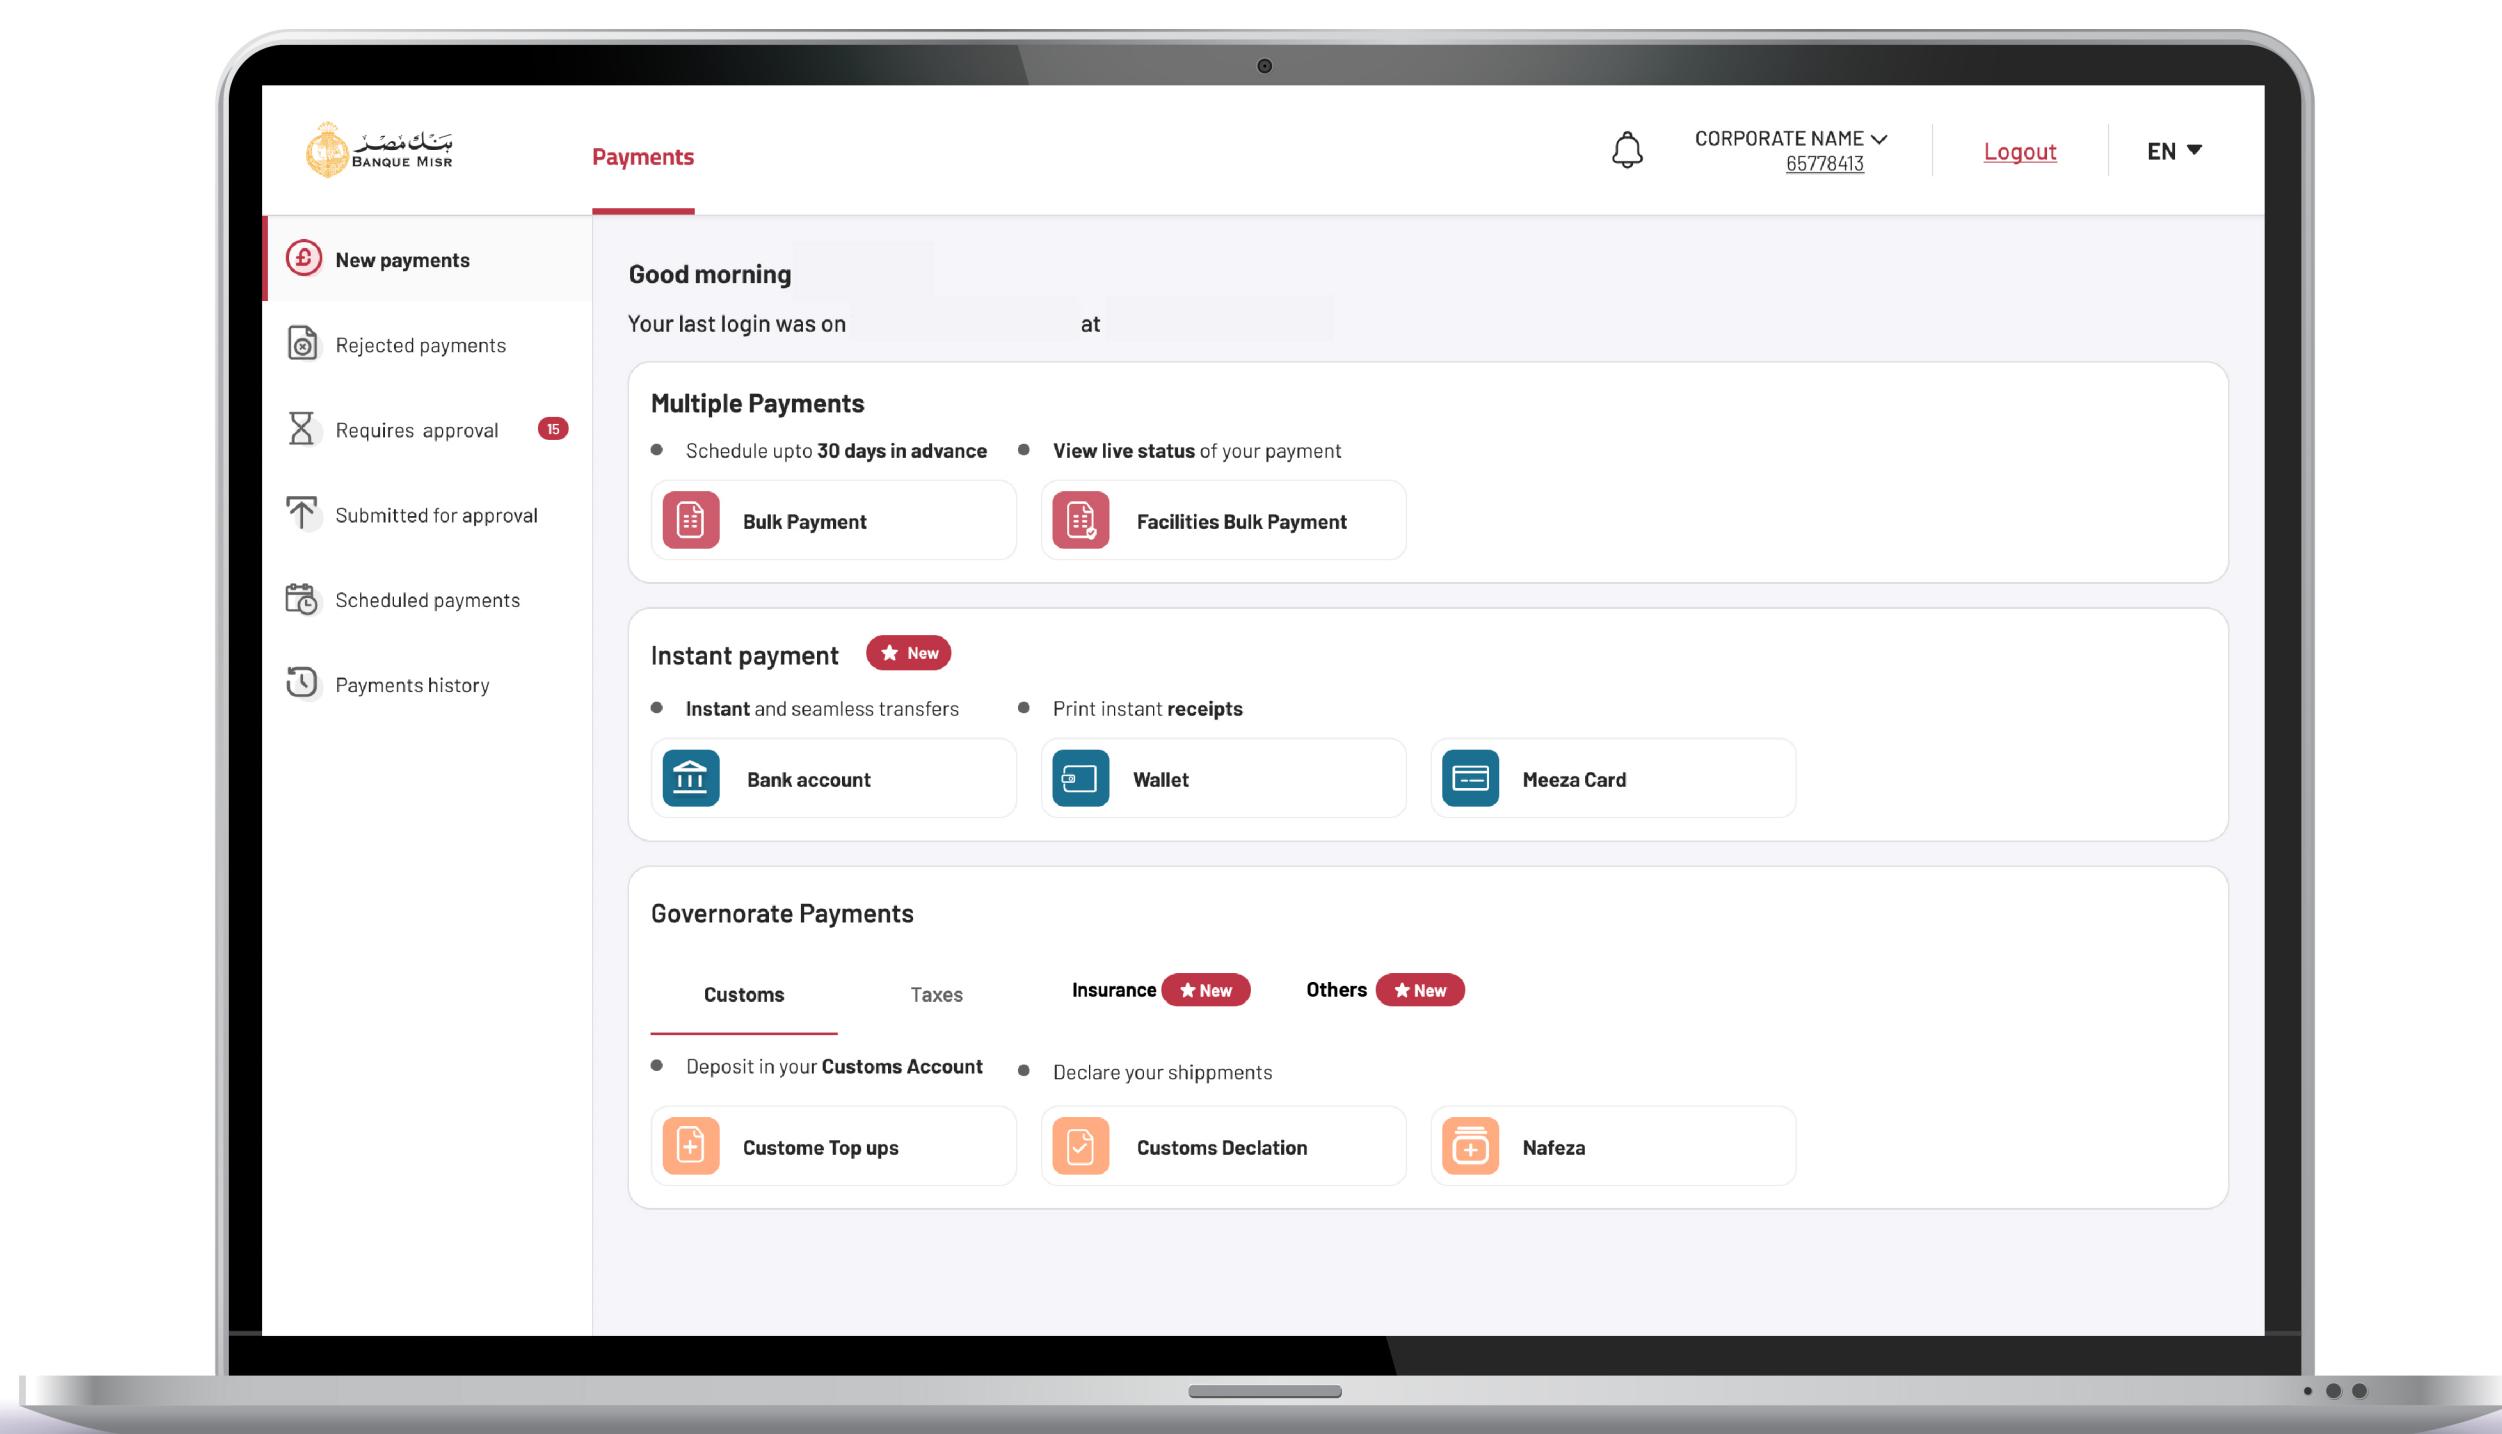 بنك مصر
BANQUE MISR
Payments
CORPORATE NAME
65778413
Logout
EN
New payments
Rejected payments
Requires approval
15
Submitted for approval
Scheduled payments
Payments history
Good morning
Your last login was on at
Multiple Payments
Schedule upto 30 days in advance
View live status of your payment
Bulk Payment
Facilities Bulk Payment
Instant payment
New
Instant and seamless transfers
Print instant receipts
Bank account
Wallet
Meeza Card
Governorate Payments
Customs
Taxes
Insurance
New
Others
New
Deposit in your Customs Account
Declare your shippments
Custome Top ups
Customs Declation
Nafeza